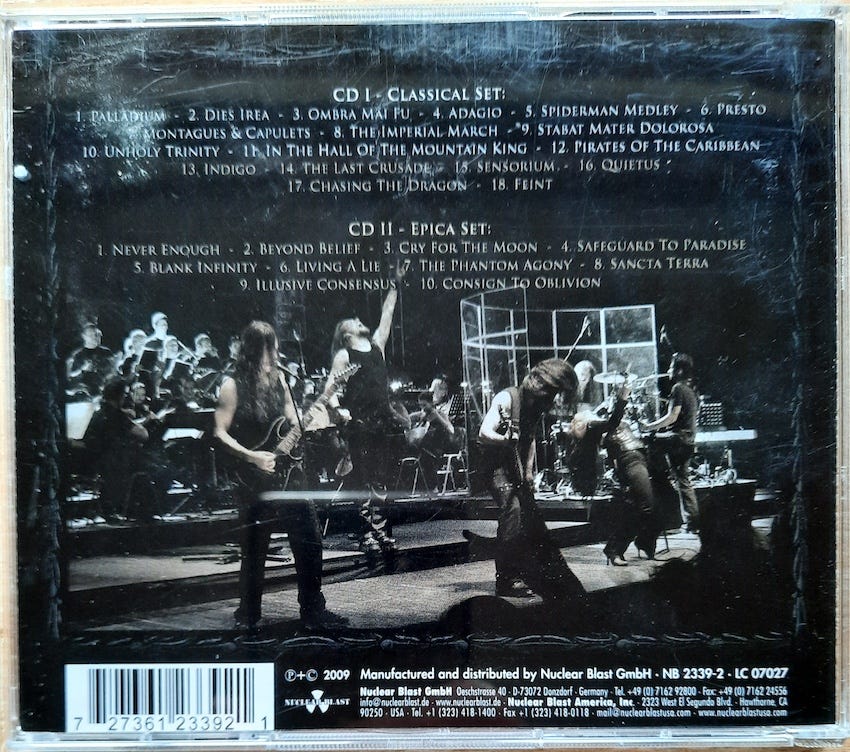 CD I - Classical Set:
1. Palladium - 2. Dies Irea - 3. Ombra Mai Fu - 4. Adagio - 5. Spiderman Medley - 6. Presto
7. Montagues & Capulets - 8. The Imperial March - 9. Stabat Mater Dolorosa
10. Unholy Trinity - 11. In The Hall Of The Mountain King - 12. Pirates Of The Caribbean
13. Indigo - 14. The Last Crusade - 15. Sensorium - 16. Quietus
17. Chasing The Dragon - 18. Feint
CD II - Epica Set:
1. Never Enough - 2. Beyond Belief - 3. Cry For The Moon - 4. Safeguard To Paradise
5. Blank Infinity - 6. Living A Lie - 7. The Phantom Agony - 8. Sancta Terra
9. Illusive Consensus - 10. Consign To Oblivion
7 27361 23392 1
NUCLEAR BLAST
℗+© 2009 Manufactured and distributed by Nuclear Blast GmbH · NB 2339-2 · LC 07027
Nuclear Blast GmbH Oeschstrasse 40 · D-73072 Donzdorf · Germany · Tel. +49 (0) 7162 92800 · Fax: +49 (0) 7162 24556
info@nuclearblast.de · www.nuclearblast.de · Nuclear Blast America, Inc. · 2323 West El Segundo Blvd. · Hawthorne, CA
90250 · USA · Tel. +1 (323) 418-1400 · Fax +1 (323) 418-0118 · mail@nuclearblastusa.com · www.nuclearblastusa.com